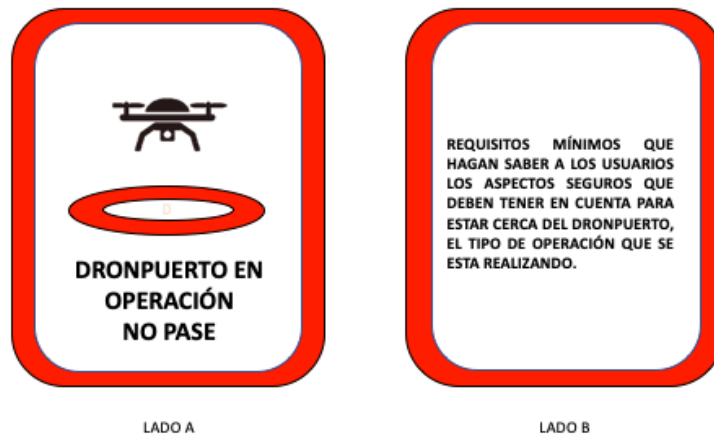 DRONPUERTO EN
OPERACIÓN
NO PASE
LADO A
REQUISITOS MÍNIMOS QUE
HAGAN SABER A LOS USUARIOS
LOS ASPECTOS SEGUROS QUE
DEBEN TENER EN CUENTA PARA
ESTAR CERCA DEL DRONPUERTO,
EL TIPO DE OPERACIÓN QUE SE
ESTA REALIZANDO.
LADO B